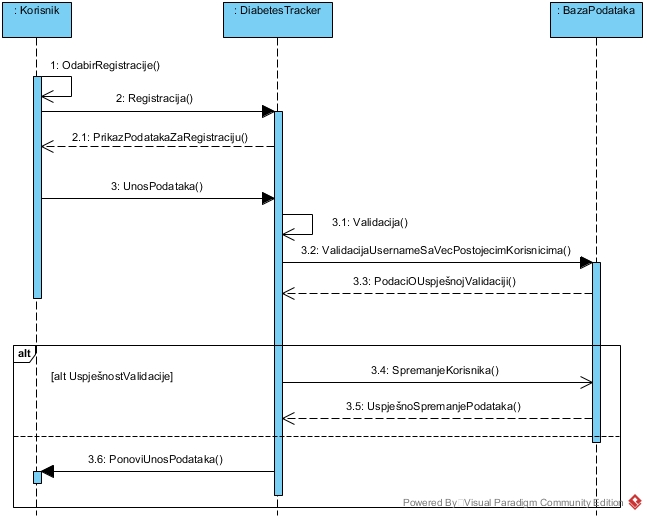 : Korisnik
: DiabetesTracker
: BazaPodataka
1: OdabirRegistracije()
2: Registracija()
2.1: PrikazPodatakaZaRegistraciju()
3: UnosPodataka()
3.1: Validacija()
3.2: ValidacijaUsernameSaVecPostojecimKorisnicima()
3.3: PodaciOUspješnojValidaciji()
alt
[alt UspješnostValidacije]
3.4: SpremanjeKorisnika()
3.5: UspješnoSpremanjePodataka()
3.6: PonoviUnosPodataka()
Powered By Visual Paradigm Community Edition